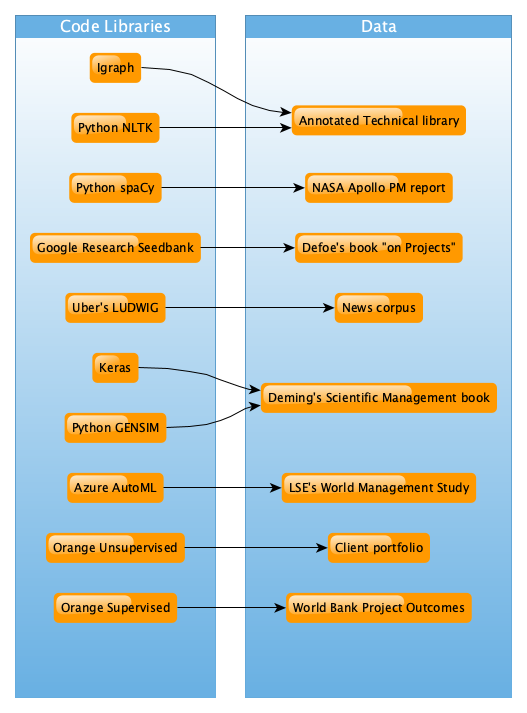 Code Libraries
Data
Igraph
Annotated Technical library
Python NLTK
Python spaCy
NASA Apollo PM report
Google Research Seedbank
Defoe's book "on Projects"
Uber's LUDWIG
News corpus
Keras
Deming's Scientific Management book
Python GENSIM
Azure AutoML
LSE's World Management Study
Orange Unsupervised
Client portfolio
Orange Supervised
World Bank Project Outcomes